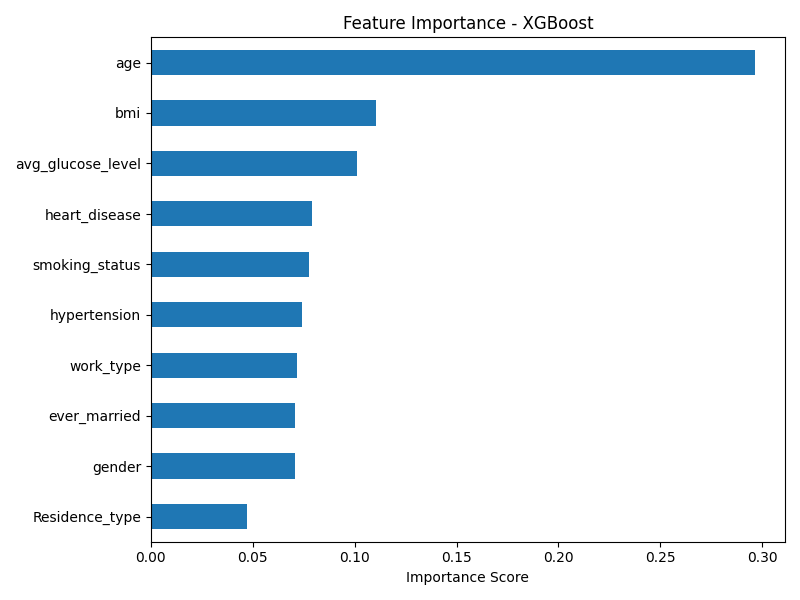 Feature Importance - XGBoost
age
bmi
avg_glucose_level
heart_disease
smoking_status
hypertension
work_type
ever_married
gender
Residence_type
0.00 0.05 0.10 0.15 0.20 0.25 0.30
Importance Score